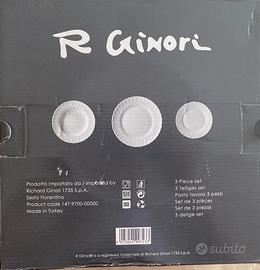 R Ginori
Prodotto importato da / Imported by
Richard Ginori 1735 S.p.A.
Sesto Fiorentino
Product code 147-9700-00000
Made in Turkey
3 Piece set
3 Teiliges set
Posto tavola 3 pezzi
Set de 3 pièces
Set de 3 piezas
3 delige set
R Ginori® is a registered trademark of Richard Ginori 1735 S.p.A.
subito